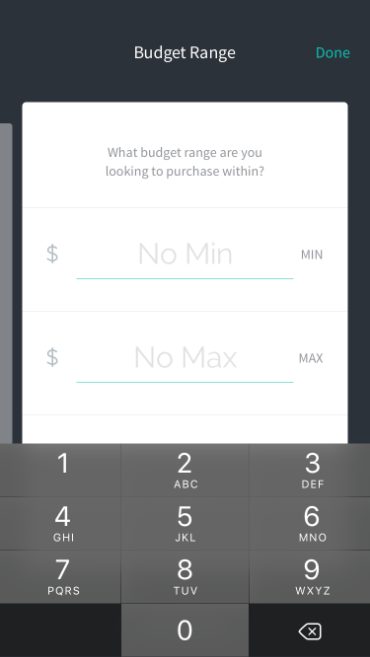 Budget Range
Done
What budget range are you
looking to purchase within?
$ No Min MIN
$ No Max MAX
1 2 3
ABC DEF
4 5 6
GHI JKL MNO
7 8 9
PQRS TUV WXYZ
0